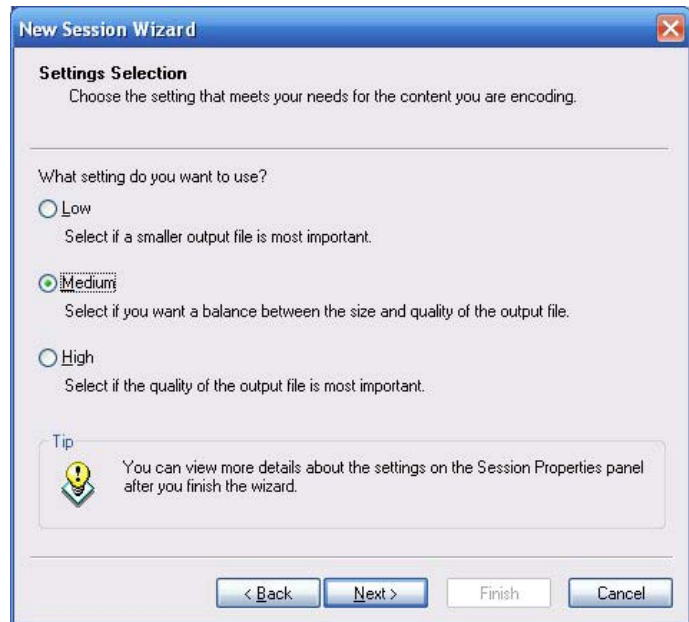 New Session Wizard
Settings Selection
Choose the setting that meets your needs for the content you are encoding.
What setting do you want to use?
Low
Select if a smaller output file is most important.
Medium
Select if you want a balance between the size and quality of the output file.
High
Select if the quality of the output file is most important.
Tip
You can view more details about the settings on the Session Properties panel
after you finish the wizard.
< Back
Next >
Finish
Cancel